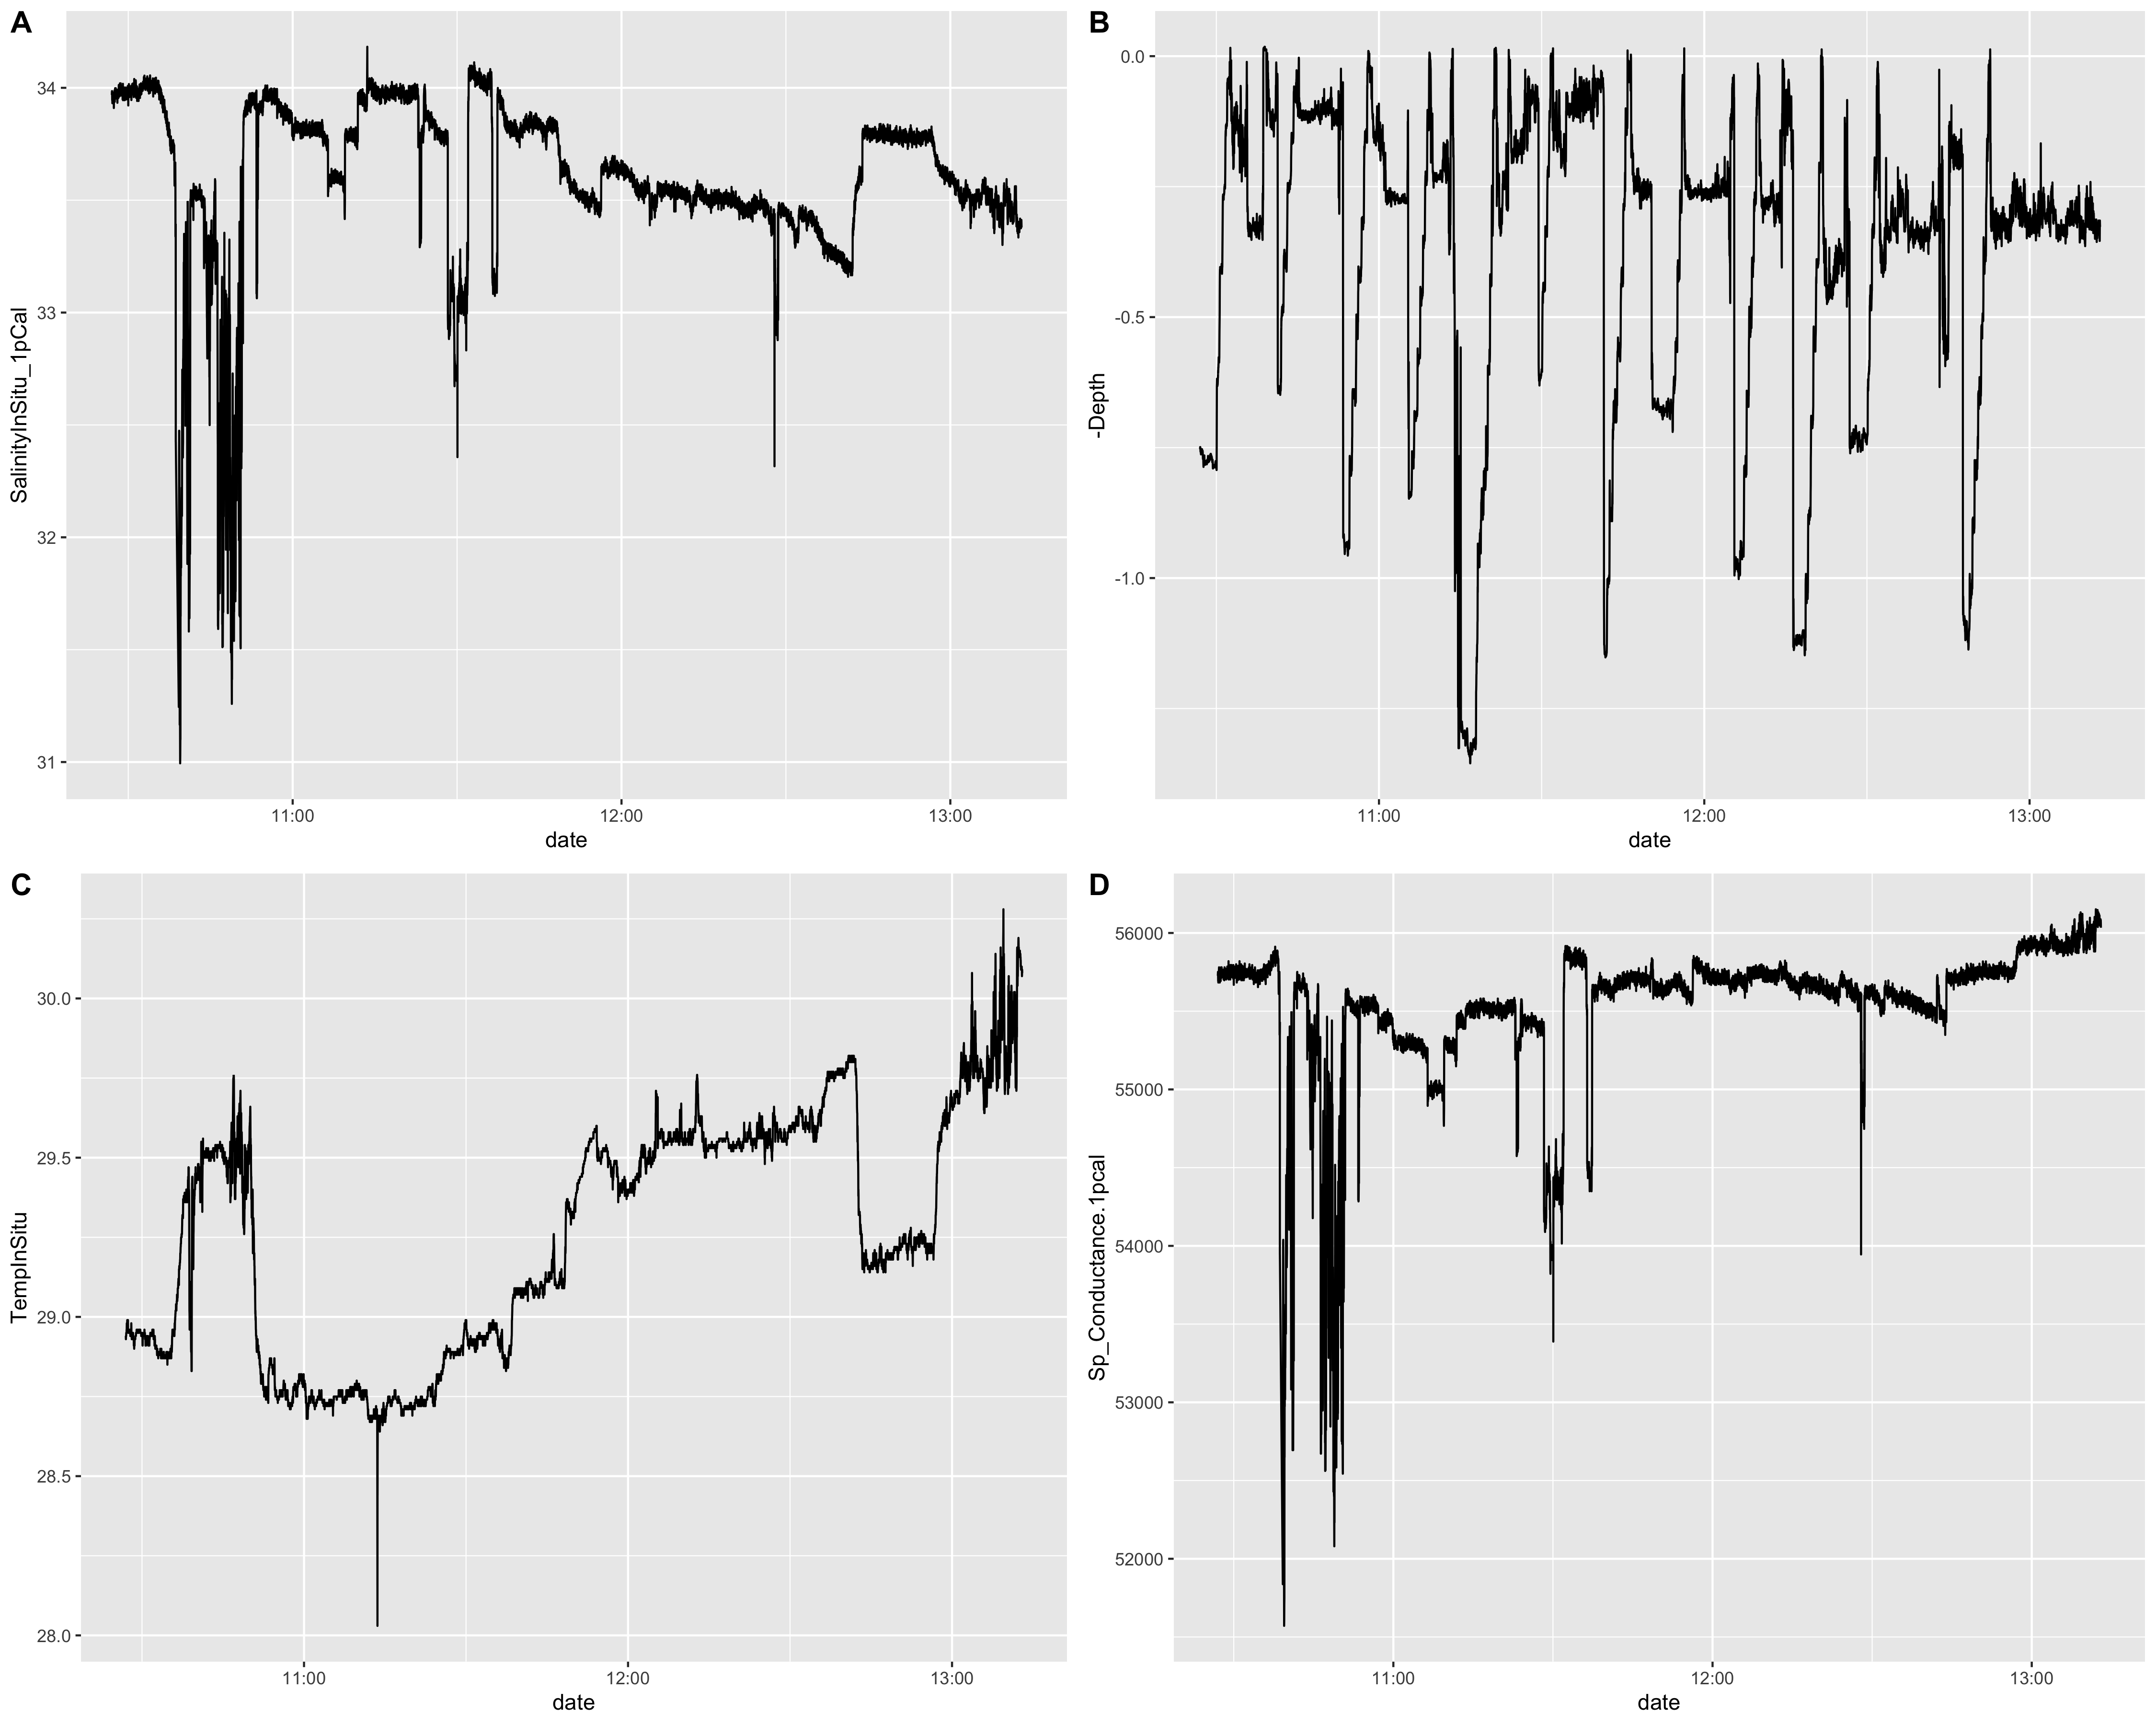 A
SalinityInSitu_1pCal
34
33
32
31
11:00 12:00 13:00
date
B
-Depth
0.0
-0.5
-1.0
11:00 12:00 13:00
date
C
TempInSitu
30.0
29.5
29.0
28.5
28.0
11:00 12:00 13:00
date
D
Sp_Conductance.1pcal
56000
55000
54000
53000
52000
11:00 12:00 13:00
date